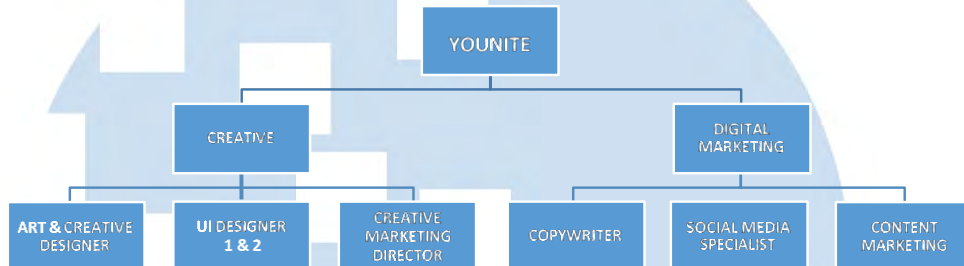 YOUNITE
CREATIVE
DIGITAL
MARKETING
ART & CREATIVE
DESIGNER
UI DESIGNER
1 & 2
CREATIVE
MARKETING
DIRECTOR
COPYWRITER
SOCIAL MEDIA
SPECIALIST
CONTENT
MARKETING